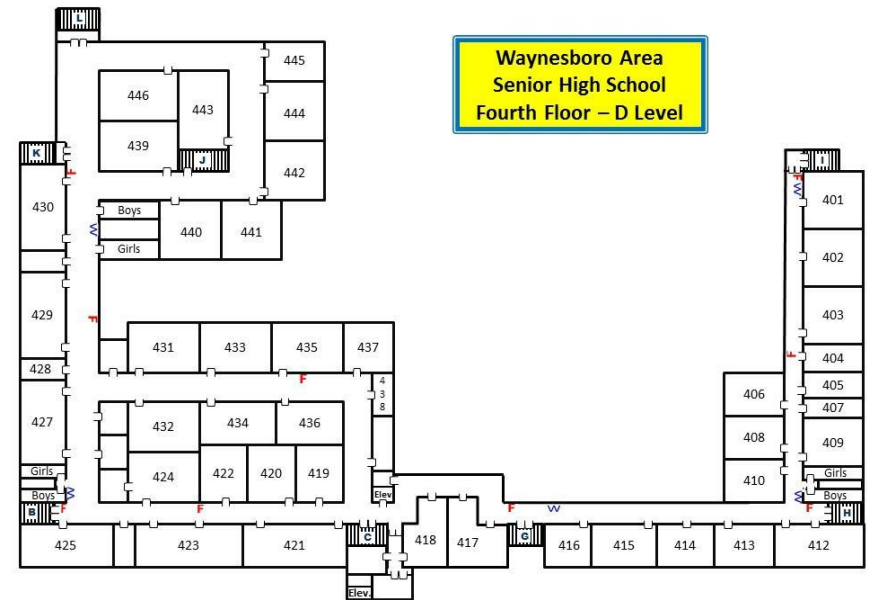 Waynesboro Area
Senior High School
Fourth Floor – D Level
L
445
446
443
444
439
K
J
I
F
442
F
W
401
430
Boys
W
440
441
Girls
402
429
F
403
431
433
435
437
F
404
428
F
4
3
8
405
406
432
434
436
407
427
408
409
424
422
420
419
Girls
410
Girls
Boys
W
Elev
W
Boys
B
F
F
F
W
F
H
C
G
425
423
421
418
417
416
415
414
413
412
Elev.